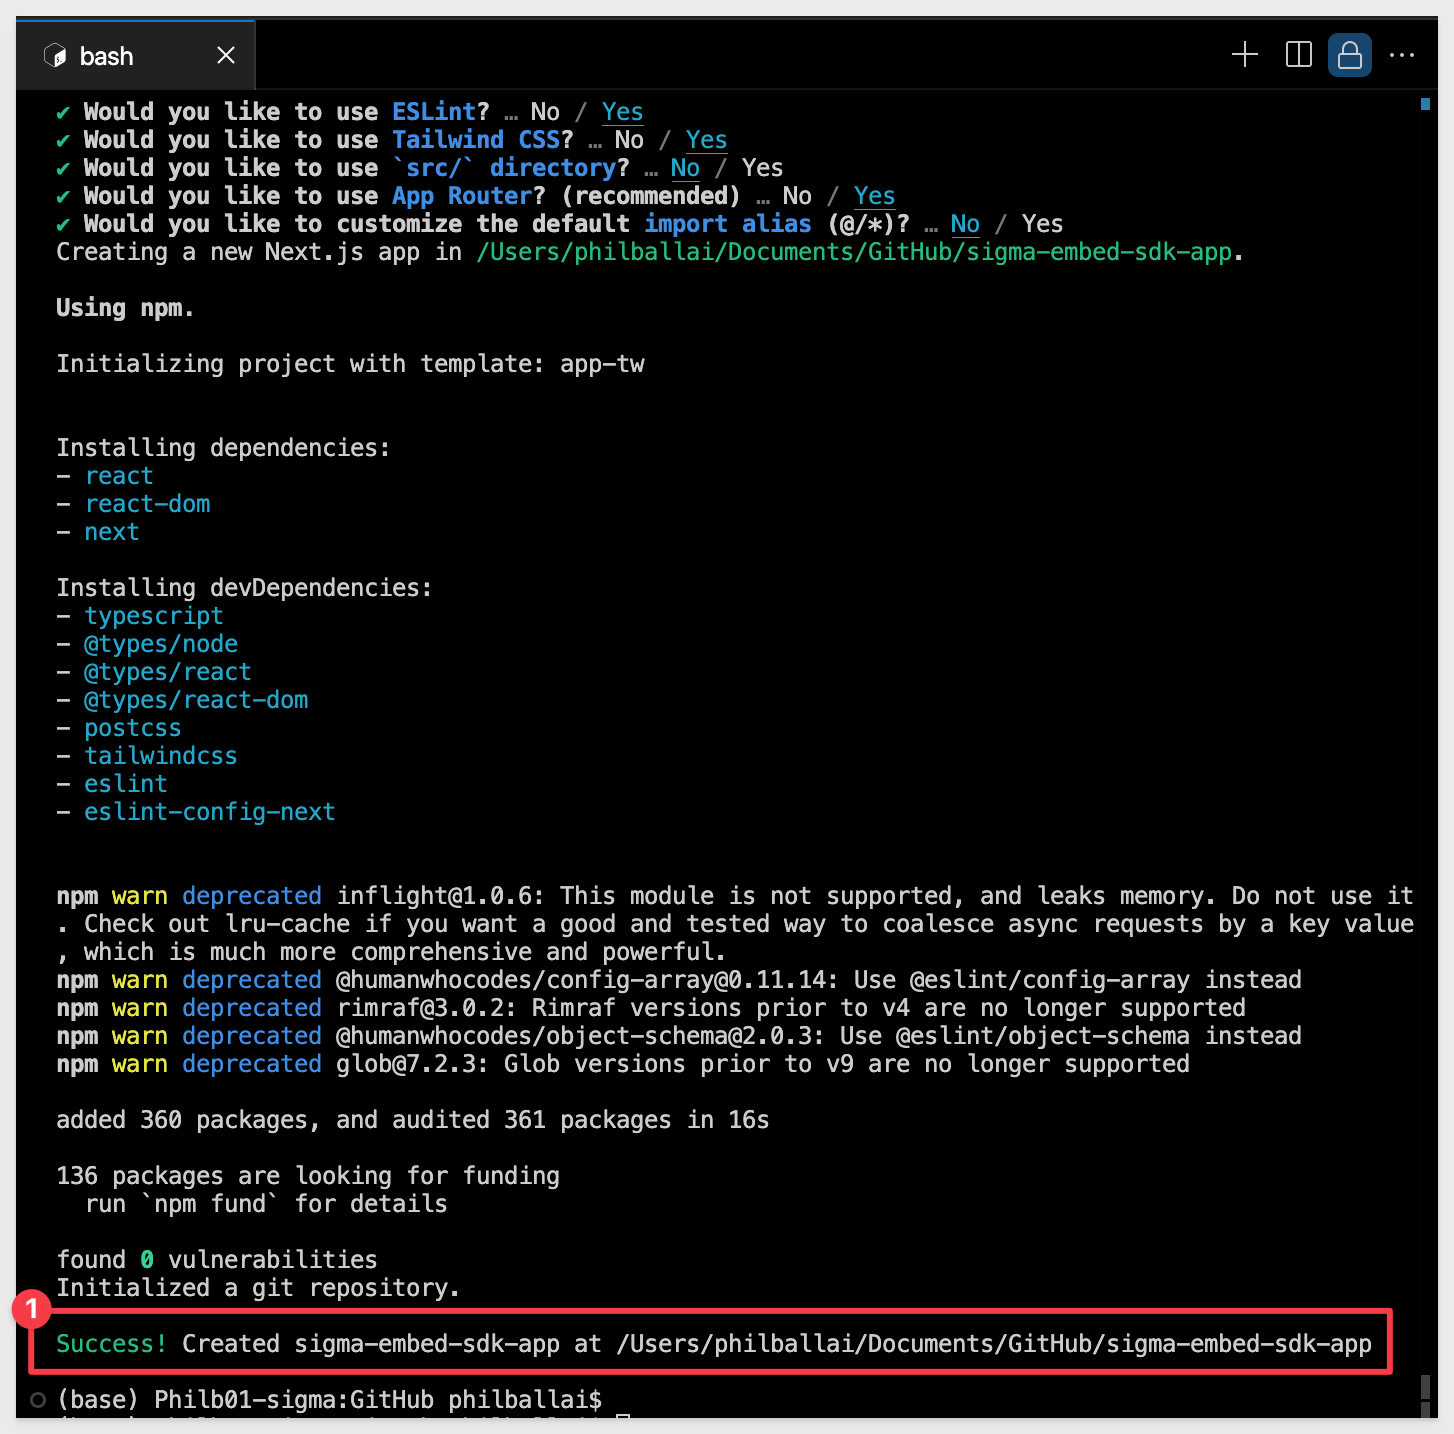 bash
✔ Would you like to use ESLint? … No / Yes
✔ Would you like to use Tailwind CSS? … No / Yes
✔ Would you like to use `src/` directory? … No / Yes
✔ Would you like to use App Router? (recommended) … No / Yes
✔ Would you like to customize the default import alias (@/*)? … No / Yes
Creating a new Next.js app in /Users/philballai/Documents/GitHub/sigma-embed-sdk-app.
Using npm.
Initializing project with template: app-tw
Installing dependencies:
- react
- react-dom
- next
Installing devDependencies:
- typescript
- @types/node
- @types/react
- @types/react-dom
- postcss
- tailwindcss
- eslint
- eslint-config-next
npm warn deprecated inflight@1.0.6: This module is not supported, and leaks memory. Do not use it
. Check out lru-cache if you want a good and tested way to coalesce async requests by a key value
, which is much more comprehensive and powerful.
npm warn deprecated @humanwhocodes/config-array@0.11.14: Use @eslint/config-array instead
npm warn deprecated rimraf@3.0.2: Rimraf versions prior to v4 are no longer supported
npm warn deprecated @humanwhocodes/object-schema@2.0.3: Use @eslint/object-schema instead
npm warn deprecated glob@7.2.3: Glob versions prior to v9 are no longer supported
added 360 packages, and audited 361 packages in 16s
136 packages are looking for funding
run `npm fund` for details
found 0 vulnerabilities
Initialized a git repository.
1
Success! Created sigma-embed-sdk-app at /Users/philballai/Documents/GitHub/sigma-embed-sdk-app
(base) Philb01-sigma:GitHub philballai$